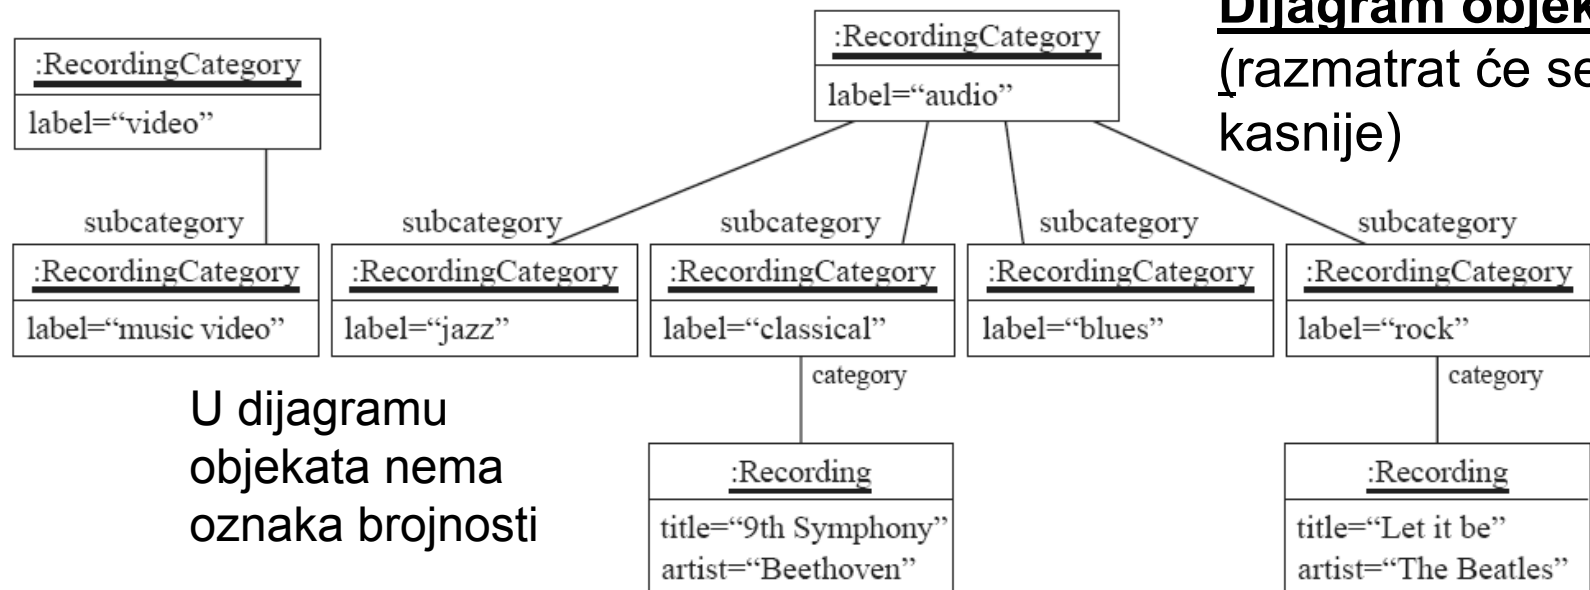 Dijagram objek
(razmatrat će se
kasnije)
:RecordingCategory
label=“video”
:RecordingCategory
label=“audio”
subcategory
subcategory
subcategory
subcategory
subcategory
:RecordingCategory
label=“music video”
:RecordingCategory
label=“jazz”
:RecordingCategory
label=“classical”
:RecordingCategory
label=“blues”
:RecordingCategory
label=“rock”
category
category
U dijagramu
objekata nema
oznaka brojnosti
:Recording
title=“9th Symphony”
artist=“Beethoven”
:Recording
title=“Let it be”
artist=“The Beatles”